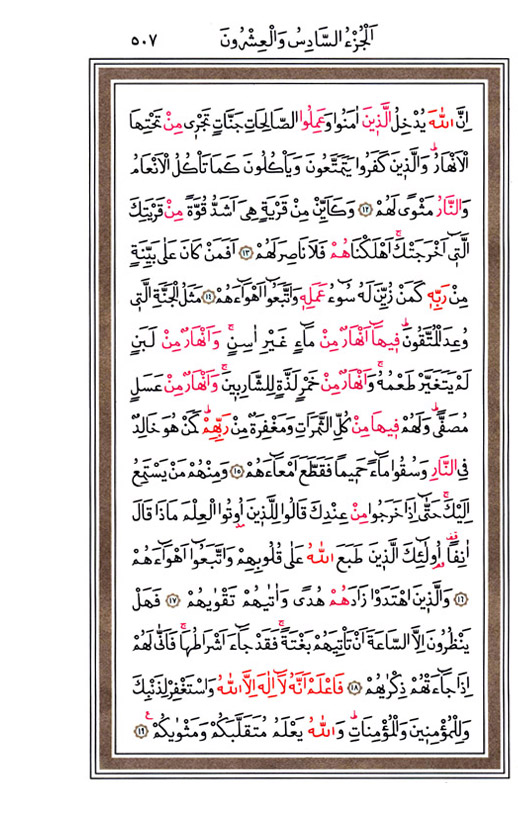 اَلْجُزْءُ السَّادِسُ وَالْعِشْرُونَ ٥٠٧
اِنَّ اللّٰهَ يُدْخِلُ الَّذ۪ينَ اٰمَنُوا وَعَمِلُوا الصَّالِحَاتِ جَنَّاتٍ تَجْر۪ي مِنْ تَحْتِهَا
الْاَنْهَارُۜ وَالَّذ۪ينَ كَفَرُوا يَتَمَتَّعُونَ وَيَأْكُلُونَ كَمَا تَأْكُلُ الْاَنْعَامُ
وَالنَّارُ مَثْوًى لَهُمْ ﴿١٢﴾ وَكَاَيِّنْ مِنْ قَرْيَةٍ هِيَ اَشَدُّ قُوَّةً مِنْ قَرْيَتِكَ
الَّت۪ٓي اَخْرَجَتْكَۚ اَهْلَكْنَاهُمْ فَلَا نَاصِرَ لَهُمْ ﴿١٣﴾ اَفَمَنْ كَانَ عَلٰى بَيِّنَةٍ
مِنْ رَبِّه۪ كَمَنْ زُيِّنَ لَهُ سُٓوءُ عَمَلِه۪ وَاتَّبَعُٓوا اَهْوَٓاءَهُمْ ﴿١٤﴾ مَثَلُ الْجَنَّةِ الَّت۪ي
وُعِدَ الْمُتَّقُونَۜ ف۪يهَٓا اَنْهَارٌ مِنْ مَٓاءٍ غَيْرِ اٰسِنٍۚ وَاَنْهَارٌ مِنْ لَبَنٍ
لَمْ يَتَغَيَّرْ طَعْمُهُۚ وَاَنْهَارٌ مِنْ خَمْرٍ لَذَّةٍ لِلشَّارِب۪ينَۚ وَاَنْهَارٌ مِنْ عَسَلٍ
مُصَفًّىۜ وَلَهُمْ ف۪يهَا مِنْ كُلِّ الثَّمَرَاتِ وَمَغْفِرَةٌ مِنْ رَبِّهِمْۜ كَمَنْ هُوَ خَالِدٌ
فِي النَّارِ وَسُقُوا مَٓاءً حَم۪يمًا فَقَطَّعَ اَمْعَٓاءَهُمْ ﴿١٥﴾ وَمِنْهُمْ مَنْ يَسْتَمِعُ
اِلَيْكَۚ حَتّٰٓى اِذَا خَرَجُوا مِنْ عِنْدِكَ قَالُوا لِلَّذ۪ينَ اُو۫تُوا الْعِلْمَ مَاذَا قَالَ
اٰنِفًا۠ اُو۬لٰٓئِكَ الَّذ۪ينَ طَبَعَ اللّٰهُ عَلٰى قُلُوبِهِمْ وَاتَّبَعُٓوا اَهْوَٓاءَهُمْ
﴿١٦﴾ وَالَّذ۪ينَ اهْتَدَوْا زَادَهُمْ هُدًى وَاٰتٰيهُمْ تَقْوٰيهُمْ ﴿١٧﴾ فَهَلْ
يَنْظُرُونَ اِلَّا السَّاعَةَ اَنْ تَأْتِيَهُمْ بَغْتَةًۚ فَقَدْ جَٓاءَ اَشْرَاطُهَاۚ فَاَنّٰى لَهُمْ
اِذَا جَٓاءَتْهُمْ ذِكْرٰيهُمْ ﴿١٨﴾ فَاعْلَمْ اَنَّهُ لَٓا اِلٰهَ اِلَّا اللّٰهُ وَاسْتَغْفِرْ لِذَنْبِكَ
وَلِلْمُؤْمِن۪ينَ وَالْمُؤْمِنَاتِۜ وَاللّٰهُ يَعْلَمُ مُتَقَلَّبَكُمْ وَمَثْوٰيكُمْ۟ ﴿١٩﴾